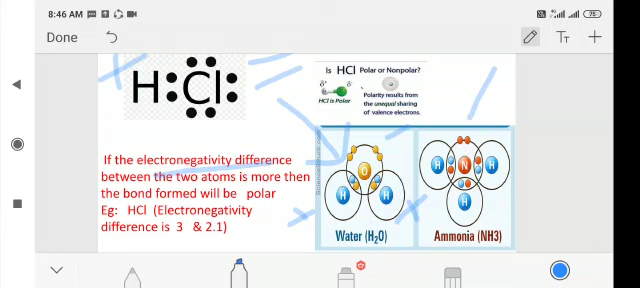 8:46 AM
75
Done
TT
H Cl
Is HCl Polar or Nonpolar?
δ+ δ-
HCl is Polar
Polarity results from
the unequal sharing
of valence electrons.
If the electronegativity difference
between the two atoms is more then
the bond formed will be polar
Eg: HCl (Electronegativity
difference is 3 & 2.1)
O
H H
Water (H2O)
H N H
H
Ammonia (NH3)